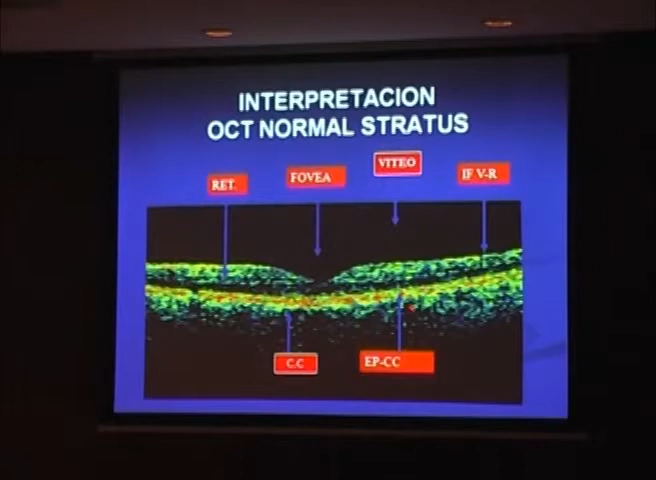 INTERPRETACION
OCT NORMAL STRATUS
RET.
FOVEA
VITEO
IF V-R
C.C
EP-CC